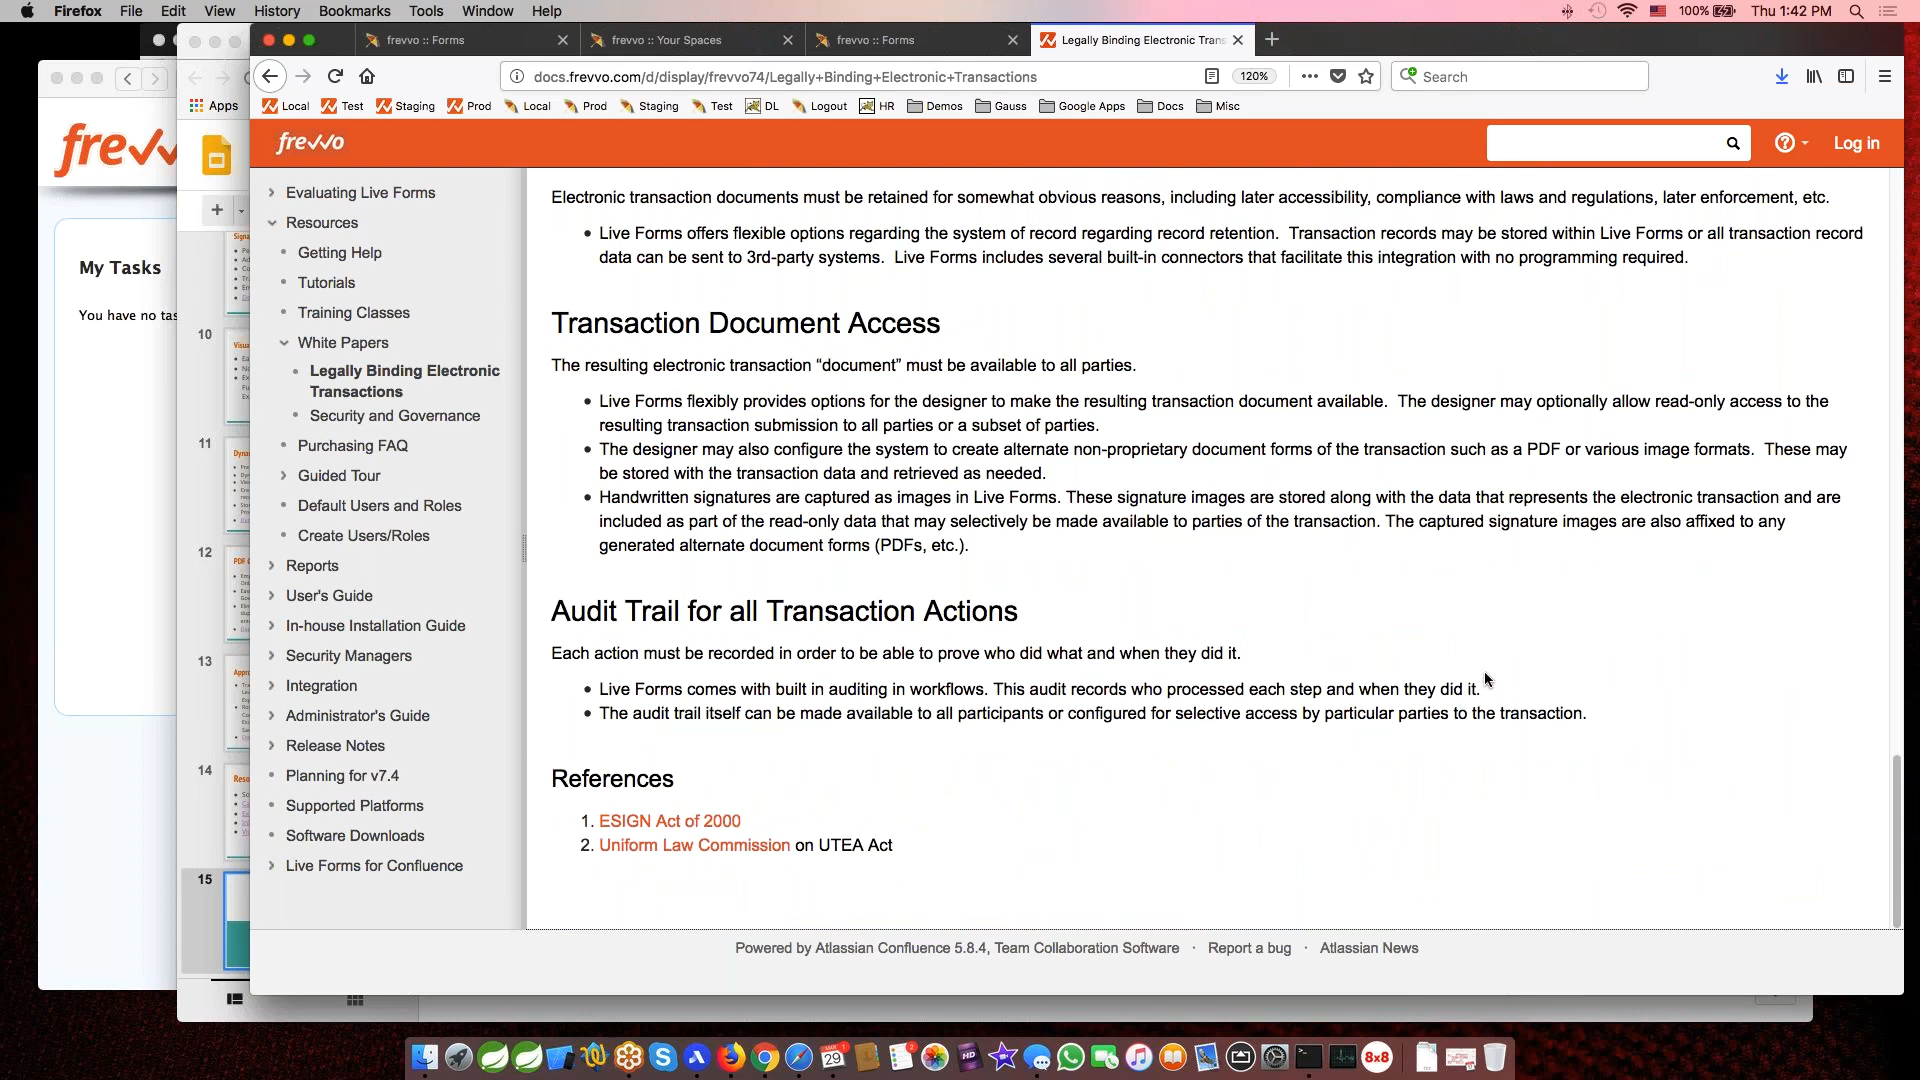 Firefox File Edit View History Bookmarks Tools Window Help
100% Thu 1:42 PM
frevvo :: Forms
frevvo :: Your Spaces
frevvo :: Forms
Legally Binding Electronic Tran
docs.frevvo.com/d/display/frevvo74/Legally+Binding+Electronic+Transactions
120%
Search
Apps
Local Test Staging Prod Local Prod Staging Test DL Logout HR Demos Gauss Google Apps Docs Misc
frevvo
Log in
My Tasks
You have no tas
10
11
12
13
14
15
Evaluating Live Forms
Resources
Getting Help
Tutorials
Training Classes
White Papers
Legally Binding Electronic
Transactions
Security and Governance
Purchasing FAQ
Guided Tour
Default Users and Roles
Create Users/Roles
Reports
User's Guide
In-house Installation Guide
Security Managers
Integration
Administrator's Guide
Release Notes
Planning for v7.4
Supported Platforms
Software Downloads
Live Forms for Confluence
Electronic transaction documents must be retained for somewhat obvious reasons, including later accessibility, compliance with laws and regulations, later enforcement, etc.
• Live Forms offers flexible options regarding the system of record regarding record retention. Transaction records may be stored within Live Forms or all transaction record
data can be sent to 3rd-party systems. Live Forms includes several built-in connectors that facilitate this integration with no programming required.
Transaction Document Access
The resulting electronic transaction “document” must be available to all parties.
• Live Forms flexibly provides options for the designer to make the resulting transaction document available. The designer may optionally allow read-only access to the
resulting transaction submission to all parties or a subset of parties.
• The designer may also configure the system to create alternate non-proprietary document forms of the transaction such as a PDF or various image formats. These may
be stored with the transaction data and retrieved as needed.
• Handwritten signatures are captured as images in Live Forms. These signature images are stored along with the data that represents the electronic transaction and are
included as part of the read-only data that may selectively be made available to parties of the transaction. The captured signature images are also affixed to any
generated alternate document forms (PDFs, etc.).
Audit Trail for all Transaction Actions
Each action must be recorded in order to be able to prove who did what and when they did it.
• Live Forms comes with built in auditing in workflows. This audit records who processed each step and when they did it.
• The audit trail itself can be made available to all participants or configured for selective access by particular parties to the transaction.
References
1. ESIGN Act of 2000
2. Uniform Law Commission on UTEA Act
Powered by Atlassian Confluence 5.8.4, Team Collaboration Software · Report a bug · Atlassian News
29
8x8